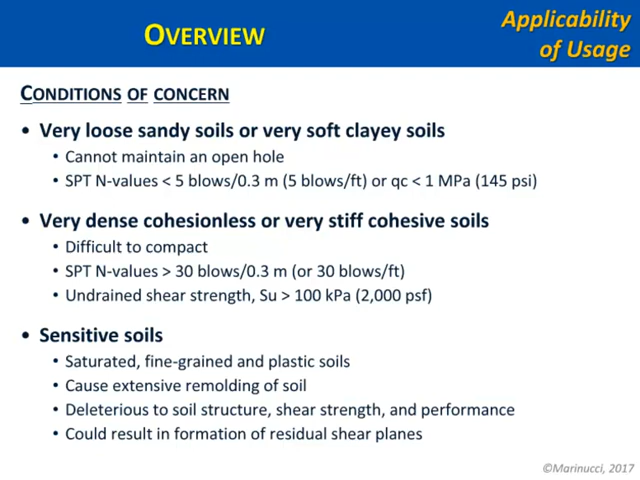 OVERVIEW
Applicability
of Usage
CONDITIONS OF CONCERN
• Very loose sandy soils or very soft clayey soils
• Cannot maintain an open hole
• SPT N-values < 5 blows/0.3 m (5 blows/ft) or qc < 1 MPa (145 psi)
• Very dense cohesionless or very stiff cohesive soils
• Difficult to compact
• SPT N-values > 30 blows/0.3 m (or 30 blows/ft)
• Undrained shear strength, Su > 100 kPa (2,000 psf)
• Sensitive soils
• Saturated, fine-grained and plastic soils
• Cause extensive remolding of soil
• Deleterious to soil structure, shear strength, and performance
• Could result in formation of residual shear planes
©Marinucci, 2017